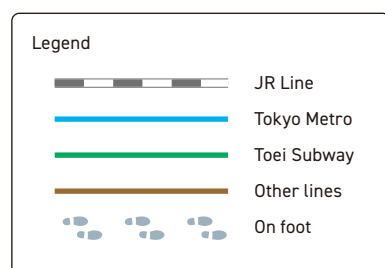 Legend
JR Line
Tokyo Metro
Toei Subway
Other lines
On foot